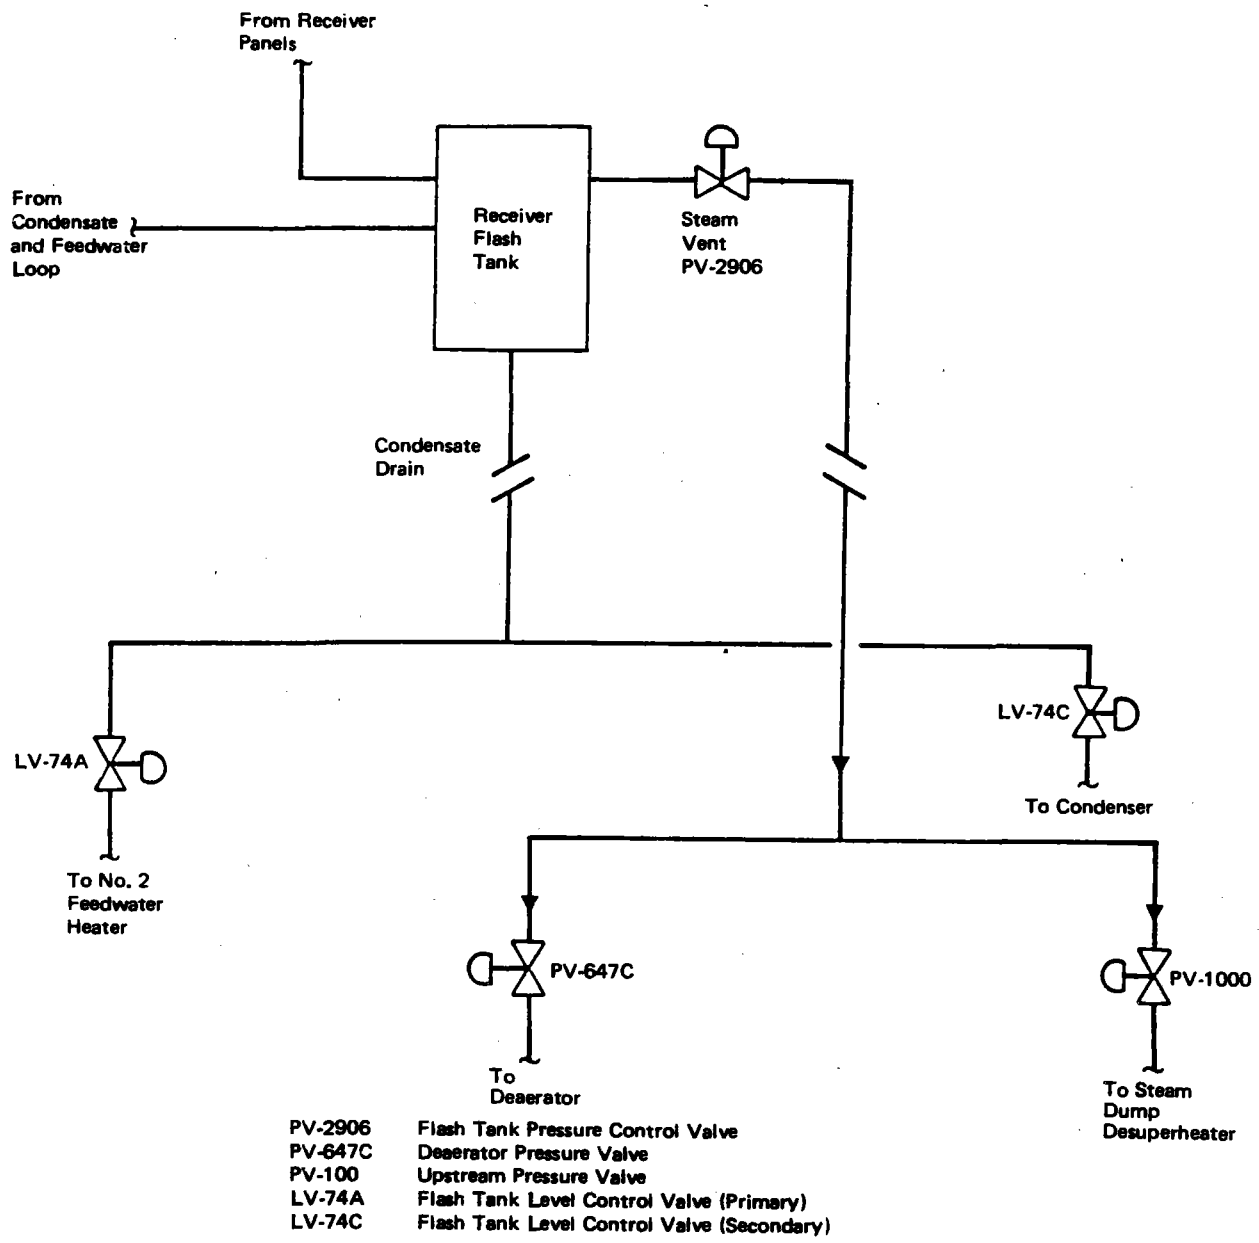 From Receiver
Panels
From
Condensate
and Feedwater
Loop
Receiver
Flash
Tank
Steam
Vent
PV-2906
Condensate
Drain
LV-74C
LV-74A
To Condenser
To No. 2
Feedwater
Heater
PV-647C
PV-1000
To
Deaerator
To Steam
Dump
Desuperheater
PV-2906 Flash Tank Pressure Control Valve
PV-647C Deaerator Pressure Valve
PV-100 Upstream Pressure Valve
LV-74A Flash Tank Level Control Valve (Primary)
LV-74C Flash Tank Level Control Valve (Secondary)